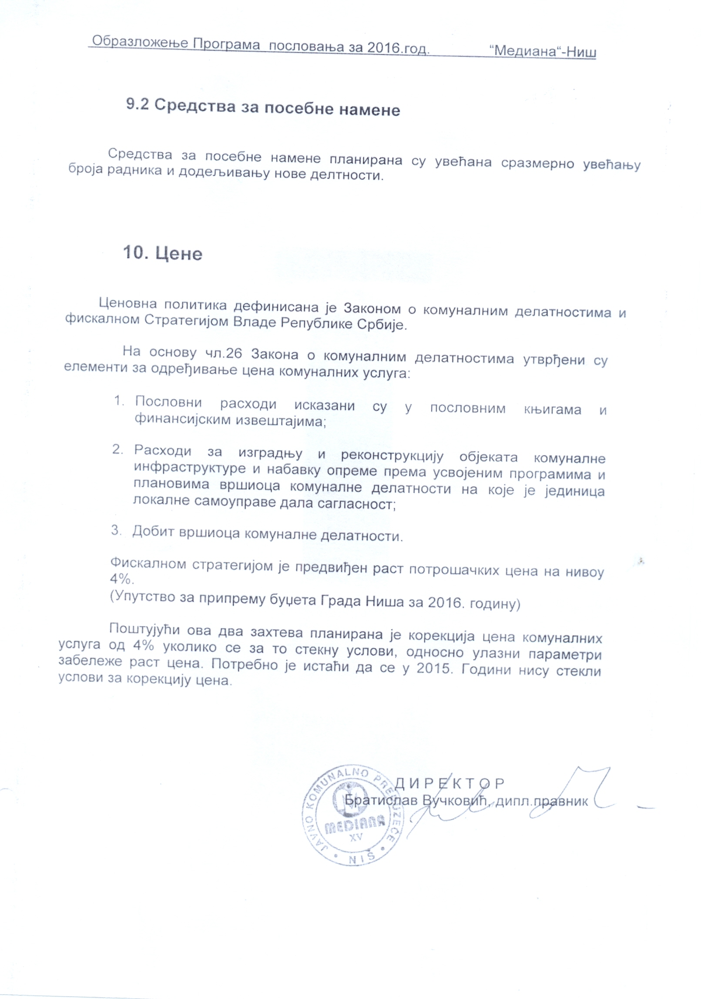 Образложење Програма пословања за 2016.год. “Медиана“-Ниш
9.2 Средства за посебне намене
Средства за посебне намене планирана су увећана сразмерно увећању
броја радника и додељивању нове делтности.
10. Цене
Ценовна политика дефинисана је Законом о комуналним делатностима и
фискалном Стратегијом Владе Републике Србије.
На основу чл.26 Закона о комуналним делатностима утврђени су
елементи за одређивање цена комуналних услуга:
1. Пословни расходи исказани су у пословним књигама и
финансијским извештајима;
2. Расходи за изградњу и реконструкцију објеката комуналне
инфраструктуре и набавку опреме према усвојеним програмима и
плановима вршиоца комуналне делатности на које је јединица
локалне самоуправе дала сагласност;
3. Добит вршиоца комуналне делатности.
Фискалном стратегијом је предвиђен раст потрошачких цена на нивоу
4%.
(Упутство за припрему буџета Града Ниша за 2016. годину)
Поштујући ова два захтева планирана је корекција цена комуналних
услуга од 4% уколико се за то стекну услови, односно улазни параметри
забележе раст цена. Потребно је истаћи да се у 2015. Години нису стекли
услови за корекцију цена.
Д И Р Е К Т О Р
Братислав Вучковић, дипл.правник
JAVNO KOMUNALNO PREDUZEĆE • NIŠ •
MEDIANA
XV